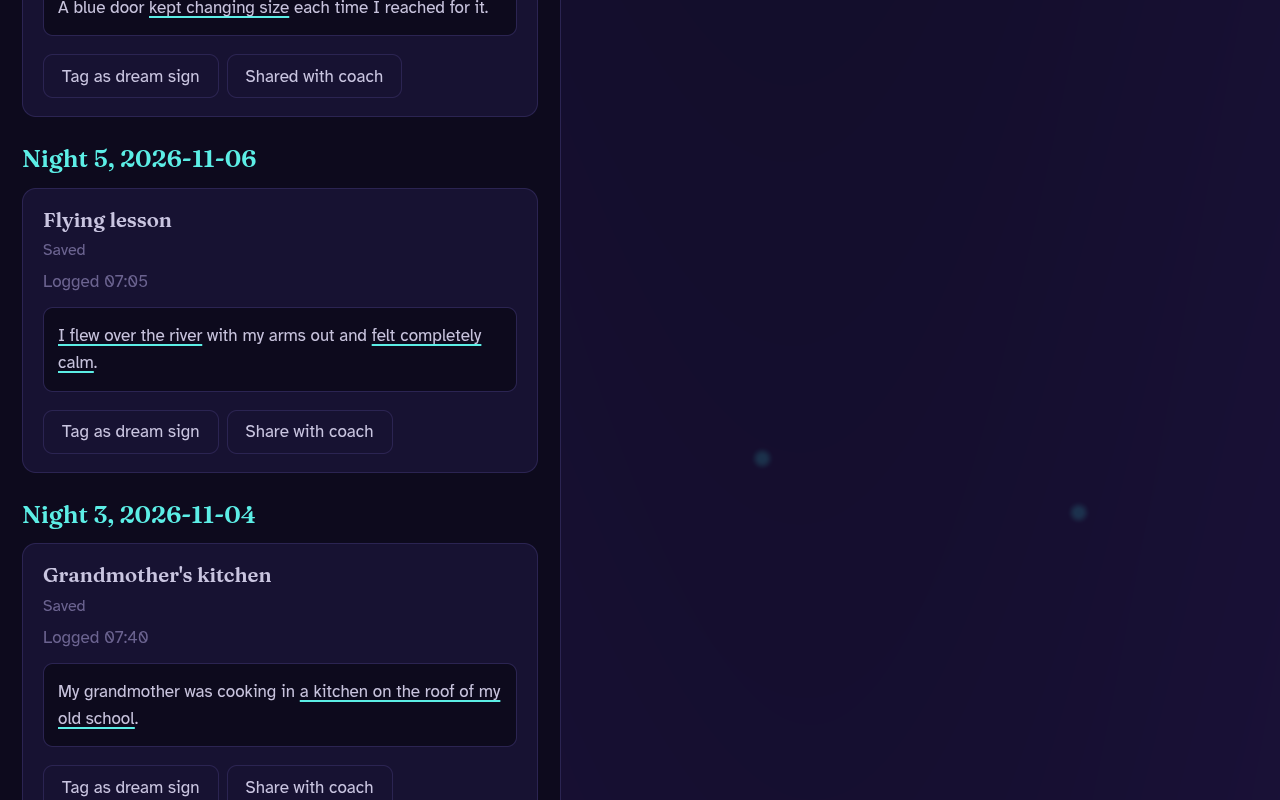 A blue door kept changing size each time I reached for it.
Tag as dream sign
Shared with coach
Night 5, 2026-11-06
Flying lesson
Saved
Logged 07:05
I flew over the river with my arms out and felt completely
calm.
Tag as dream sign
Share with coach
Night 3, 2026-11-04
Grandmother's kitchen
Saved
Logged 07:40
My grandmother was cooking in a kitchen on the roof of my
old school.
Tag as dream sign
Share with coach